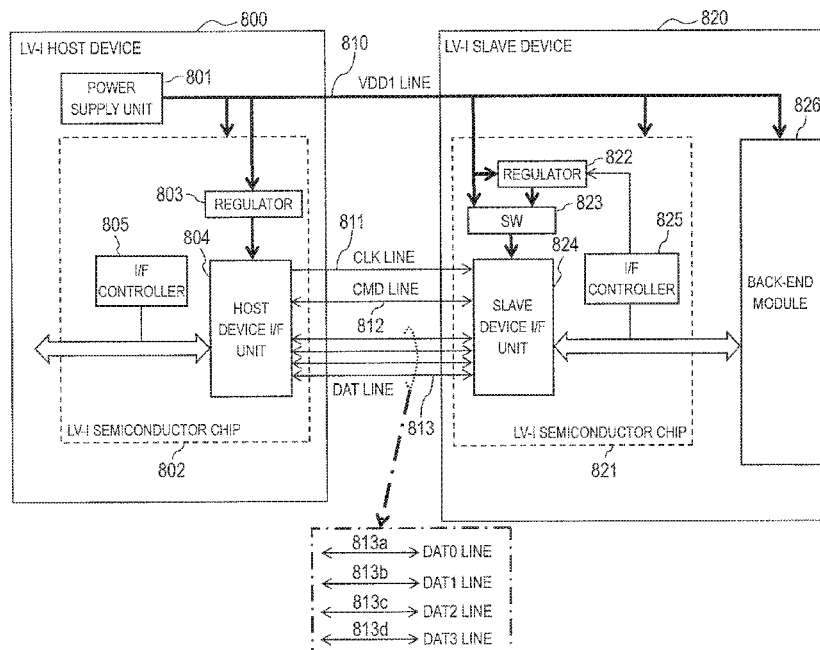 800
820
LV-I HOST DEVICE
801
POWER
SUPPLY UNIT
810
VDD1 LINE
LV-I SLAVE DEVICE
826
803
REGULATOR
822
REGULATOR
823
SW
805
I/F
CONTROLLER
804
HOST
DEVICE I/F
UNIT
811
CLK LINE
CMD LINE
812
DAT LINE
813
824
SLAVE
DEVICE I/F
UNIT
825
I/F
CONTROLLER
BACK-END
MODULE
LV-I SEMICONDUCTOR CHIP
802
LV-I SEMICONDUCTOR CHIP
821
813a DAT0 LINE
813b DAT1 LINE
813c DAT2 LINE
813d DAT3 LINE